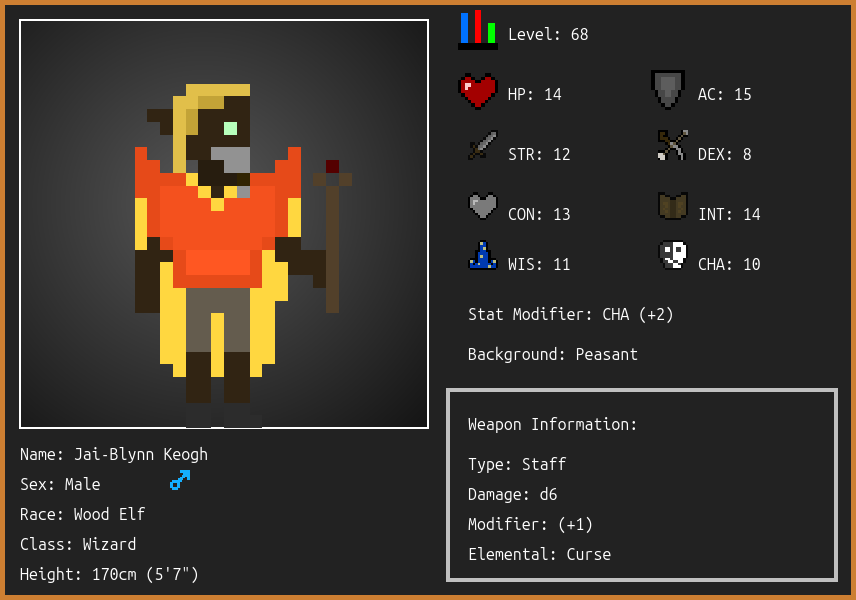 Level: 68
HP: 14
AC: 15
STR: 12
DEX: 8
CON: 13
INT: 14
WIS: 11
CHA: 10
Stat Modifier: CHA (+2)
Background: Peasant
Weapon Information:
Type: Staff
Damage: d6
Modifier: (+1)
Elemental: Curse
Name: Jai-Blynn Keogh
Sex: Male
Race: Wood Elf
Class: Wizard
Height: 170cm (5'7")